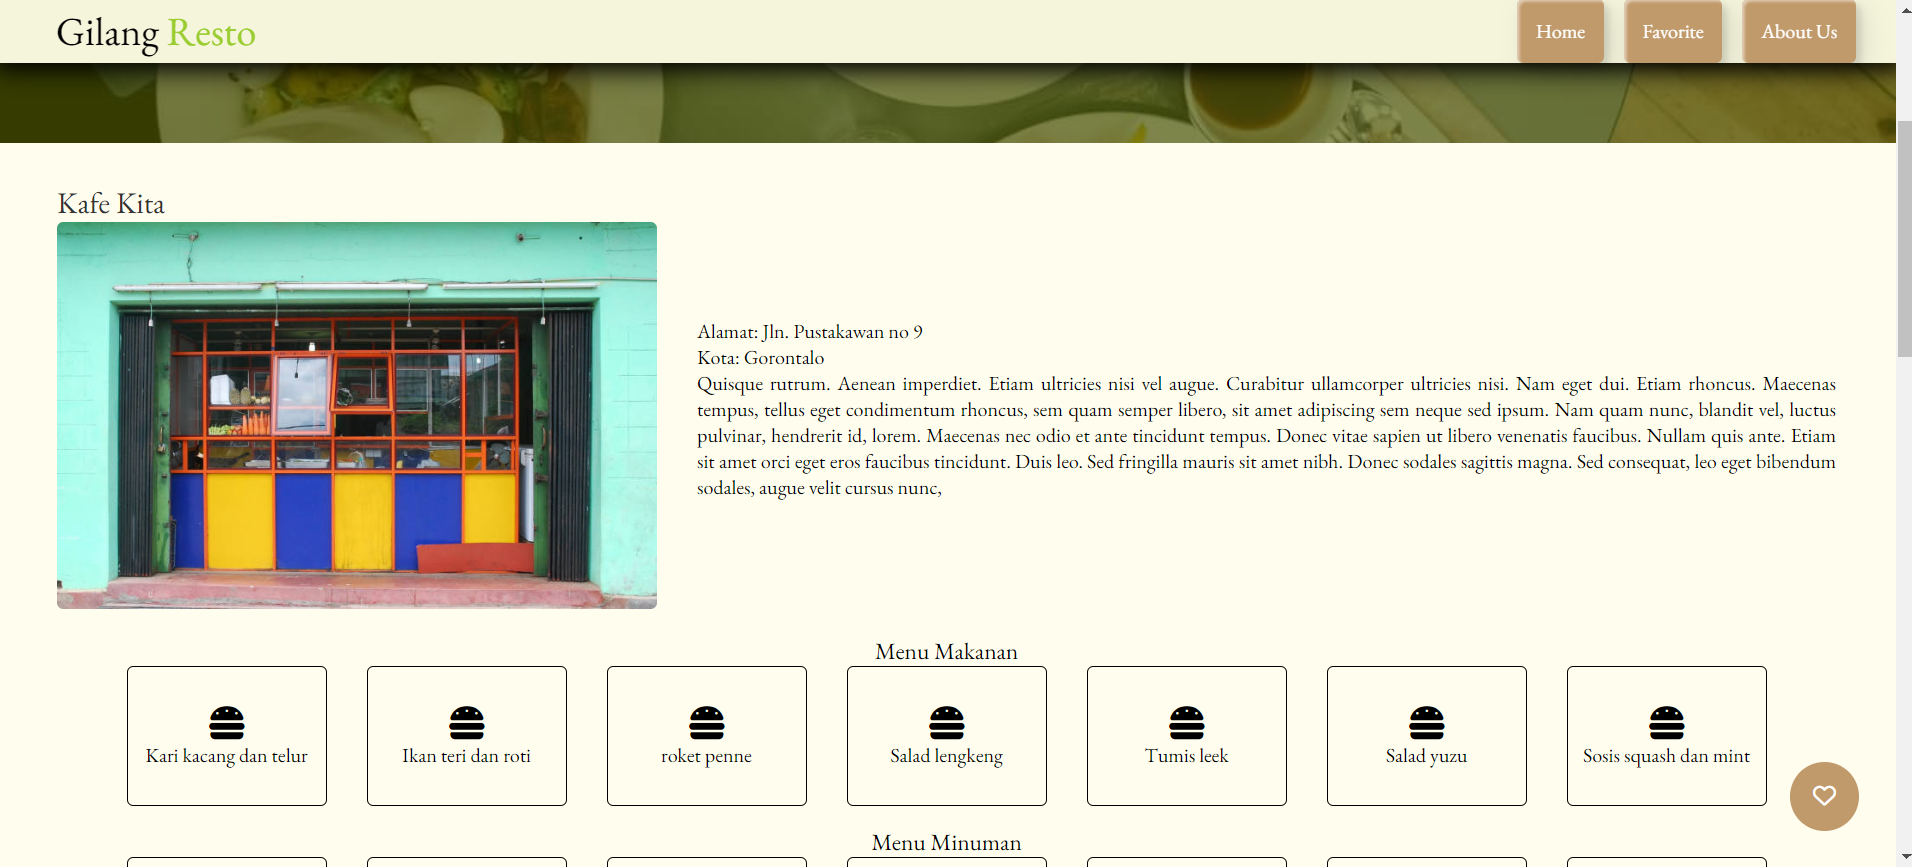 Gilang Resto
Home
Favorite
About Us
Kafe Kita
Alamat: Jln. Pustakawan no 9
Kota: Gorontalo
Quisque rutrum. Aenean imperdiet. Etiam ultricies nisi vel augue. Curabitur ullamcorper ultricies nisi. Nam eget dui. Etiam rhoncus. Maecenas
tempus, tellus eget condimentum rhoncus, sem quam semper libero, sit amet adipiscing sem neque sed ipsum. Nam quam nunc, blandit vel, luctus
pulvinar, hendrerit id, lorem. Maecenas nec odio et ante tincidunt tempus. Donec vitae sapien ut libero venenatis faucibus. Nullam quis ante. Etiam
sit amet orci eget eros faucibus tincidunt. Duis leo. Sed fringilla mauris sit amet nibh. Donec sodales sagittis magna. Sed consequat, leo eget bibendum
sodales, augue velit cursus nunc,
Menu Makanan
Kari kacang dan telur
Ikan teri dan roti
roket penne
Salad lengkeng
Tumis leek
Salad yuzu
Sosis squash dan mint
Menu Minuman